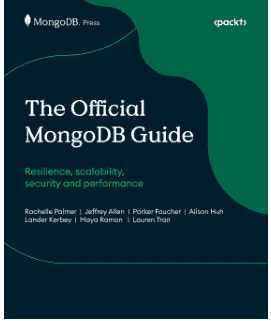 MongoDB. Press
<packt>
The Official
MongoDB Guide
Resilience, scalability,
security and performance
Rachelle Palmer | Jeffrey Allen | Parker Faucher | Alison Huh
Lander Kerbey | Maya Raman | Lauren Tran